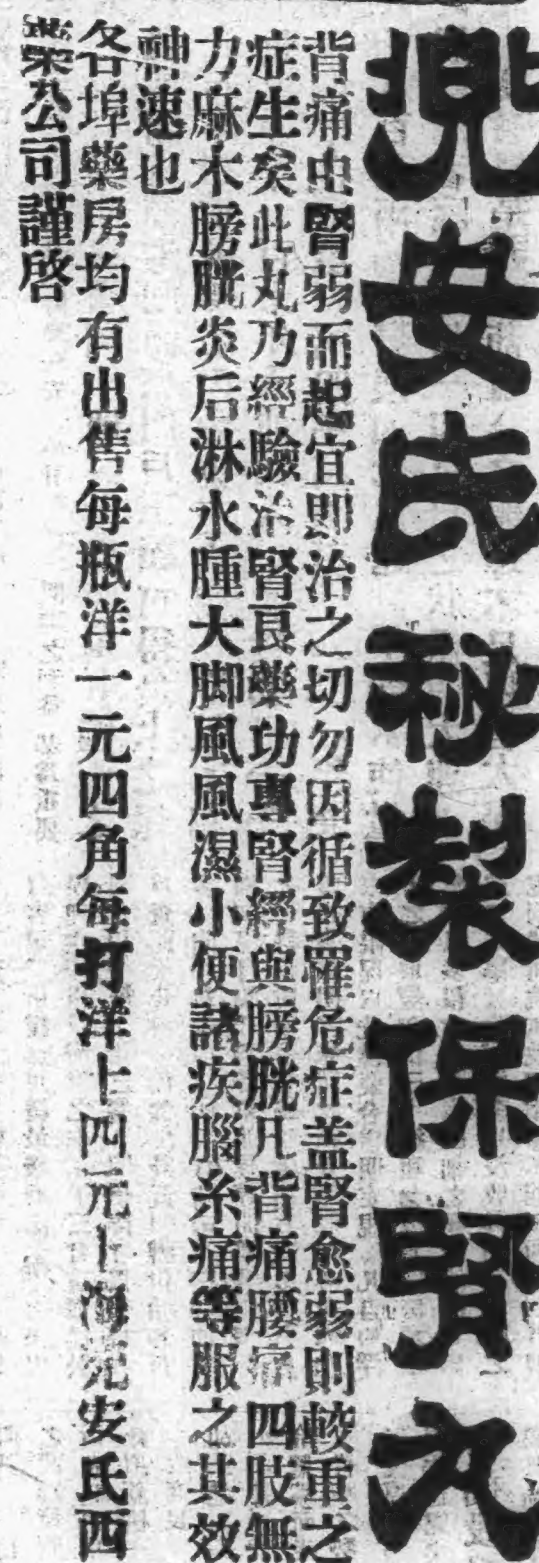 兜安氏秘製保腎丸
背痛由腎弱而起宜即治之切勿因循致罹危症盖腎愈弱則較重之
症生矣此丸乃經驗治腎良藥功專腎經與膀胱凡背痛腰痛四肢無
力麻木膀胱炎后淋水腫大脚風風濕小便諸疾腦糸痛等服之其效
神速也
各埠藥房均有出售每瓶洋一元四角每打洋十四元上海兜安氏西
藥公司謹啓